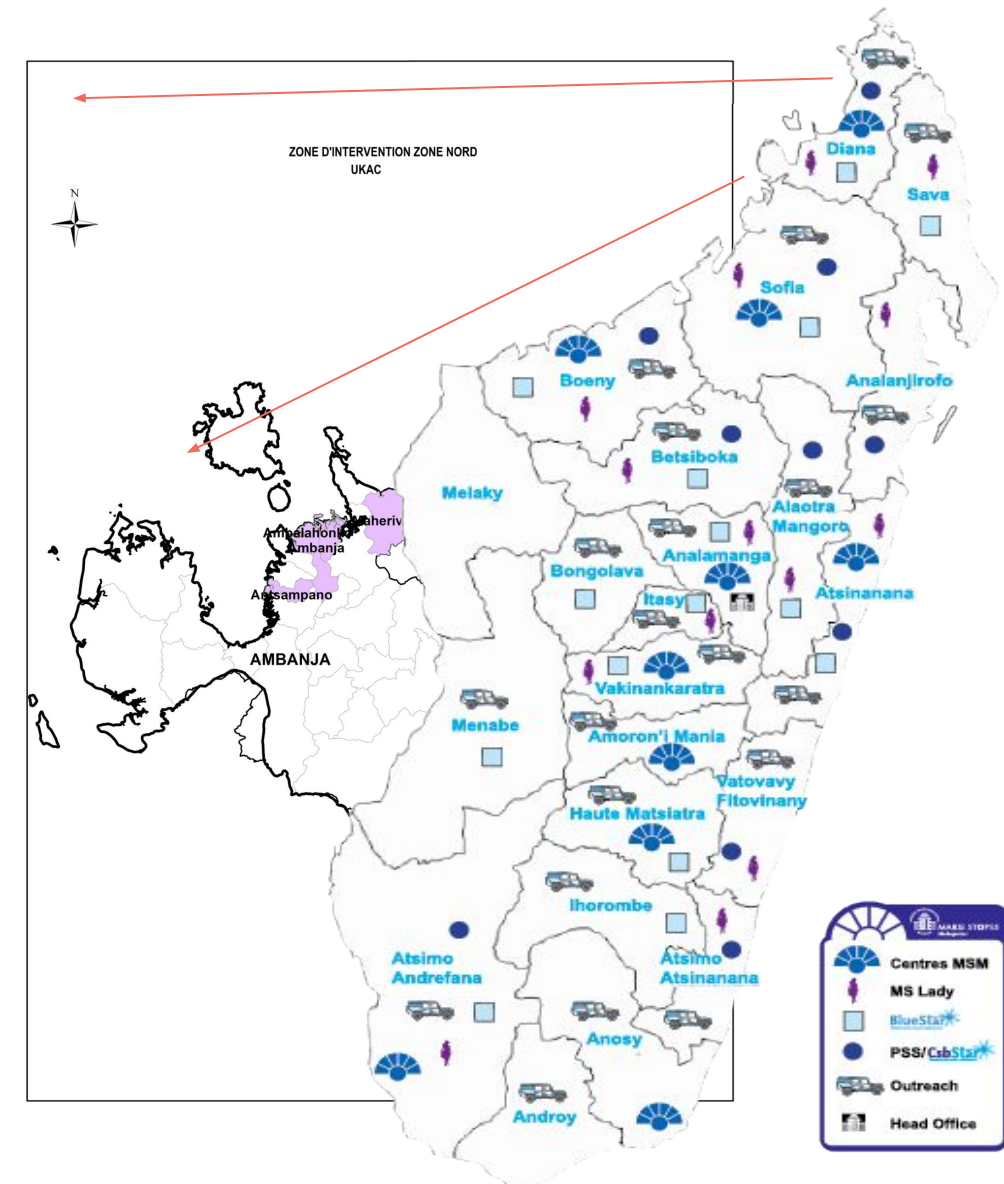 ZONE D'INTERVENTION ZONE NORD
UKAC
N
Diana
Sava
Sofia
Boeny
Analanjirofo
Betsiboka
Melaky
Alaotra
Mangoro
Analamanga
Bongolava
Itasy
Atsinanana
Ambanja
Antsampano
AMBANJA
Vakinankaratra
Menabe
Amoron'i Mania
Vatovavy
Fitovinany
Haute Matsiatra
Ihorombe
Atsimo
Andrefana
Atsimo
Atsinanana
Anosy
Androy
MARIE STOPES
Madagascar
Centres MSM
MS Lady
BlueStar
PSS/CsbStar
Outreach
Head Office